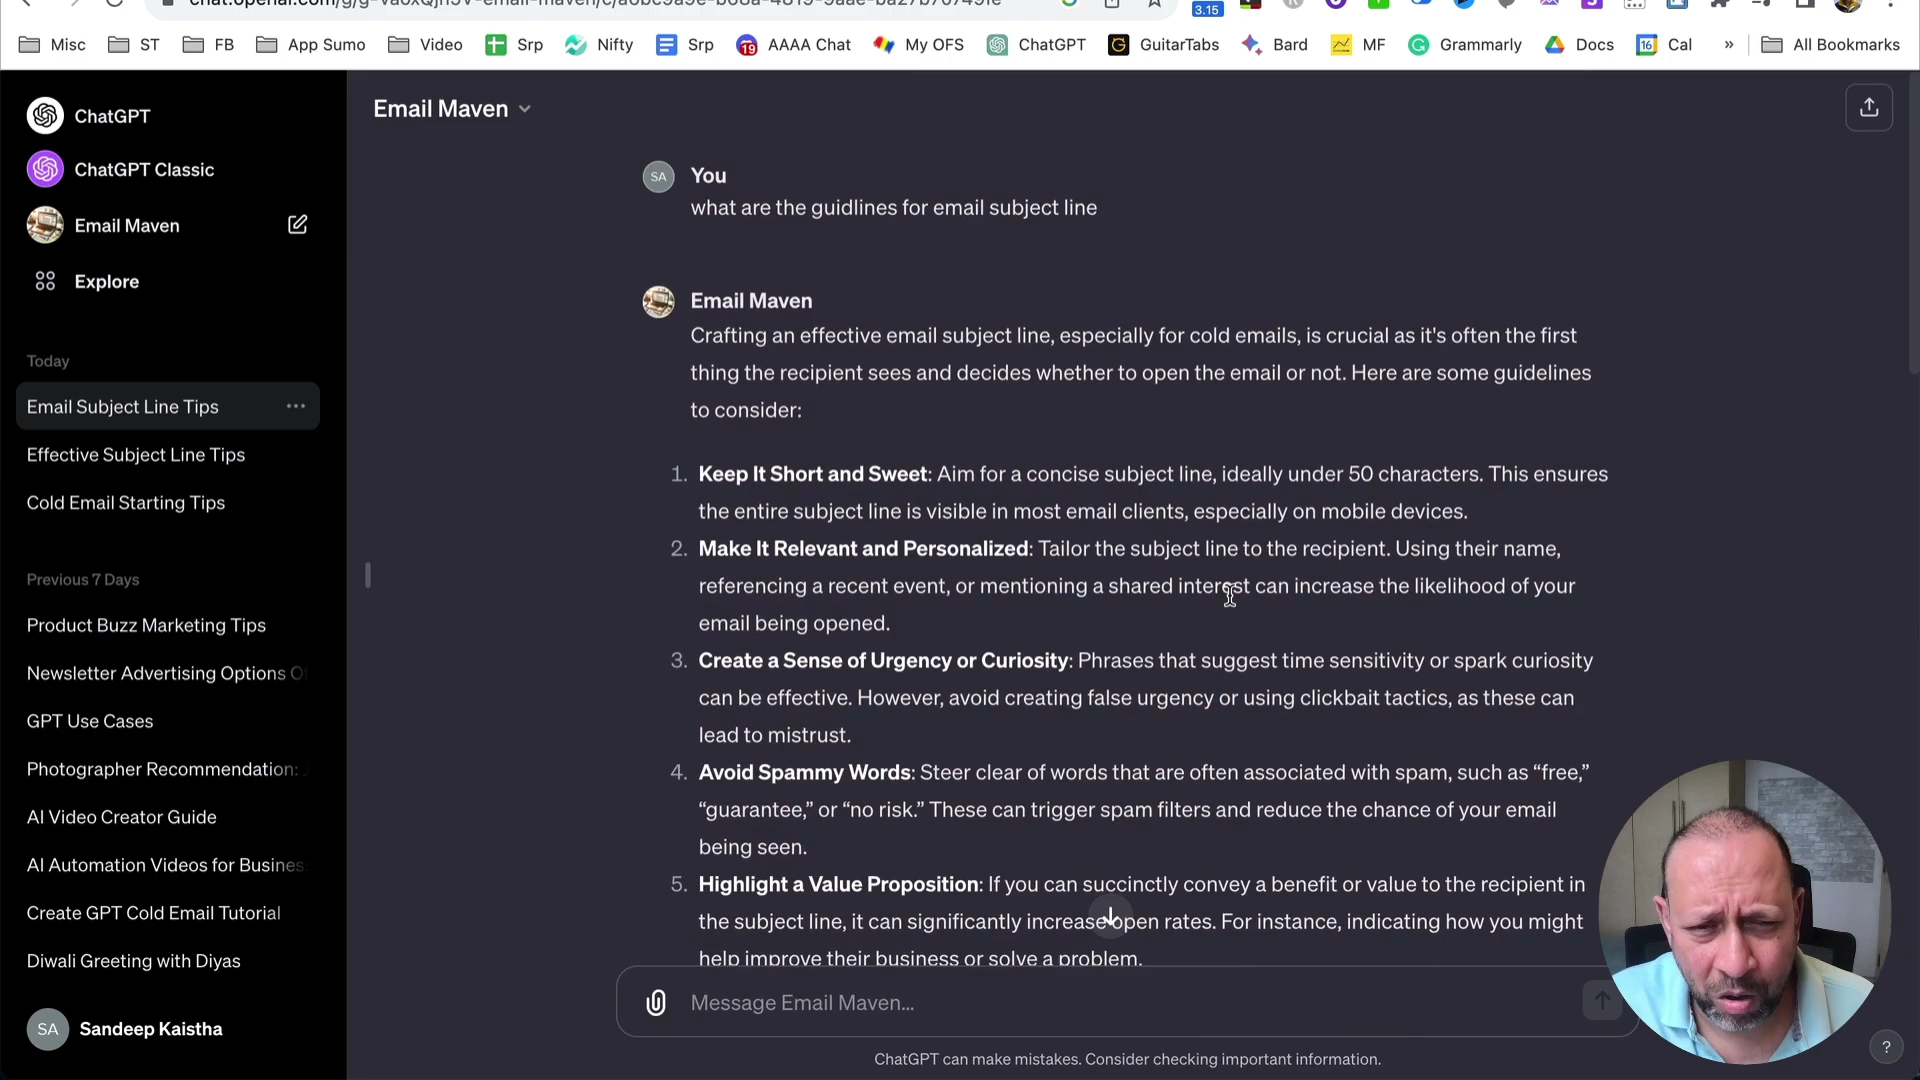 3.15
Misc ST FB App Sumo Video Srp Nifty Srp 19 AAAA Chat My OFS ChatGPT GuitarTabs Bard MF Grammarly Docs 16 Cal » All Bookmarks
ChatGPT
ChatGPT Classic
Email Maven
Explore
Today
Email Subject Line Tips
Effective Subject Line Tips
Cold Email Starting Tips
Previous 7 Days
Product Buzz Marketing Tips
Newsletter Advertising Options
GPT Use Cases
Photographer Recommendation:
AI Video Creator Guide
AI Automation Videos for Busines
Create GPT Cold Email Tutorial
Diwali Greeting with Diyas
SA Sandeep Kaistha
Email Maven
SA You
what are the guidlines for email subject line
Email Maven
Crafting an effective email subject line, especially for cold emails, is crucial as it's often the first
thing the recipient sees and decides whether to open the email or not. Here are some guidelines
to consider:
1. Keep It Short and Sweet: Aim for a concise subject line, ideally under 50 characters. This ensures
the entire subject line is visible in most email clients, especially on mobile devices.
2. Make It Relevant and Personalized: Tailor the subject line to the recipient. Using their name,
referencing a recent event, or mentioning a shared interest can increase the likelihood of your
email being opened.
3. Create a Sense of Urgency or Curiosity: Phrases that suggest time sensitivity or spark curiosity
can be effective. However, avoid creating false urgency or using clickbait tactics, as these can
lead to mistrust.
4. Avoid Spammy Words: Steer clear of words that are often associated with spam, such as “free,”
“guarantee,” or “no risk.” These can trigger spam filters and reduce the chance of your email
being seen.
5. Highlight a Value Proposition: If you can succinctly convey a benefit or value to the recipient in
the subject line, it can significantly increase open rates. For instance, indicating how you might
help improve their business or solve a problem.
Message Email Maven...
ChatGPT can make mistakes. Consider checking important information.
?